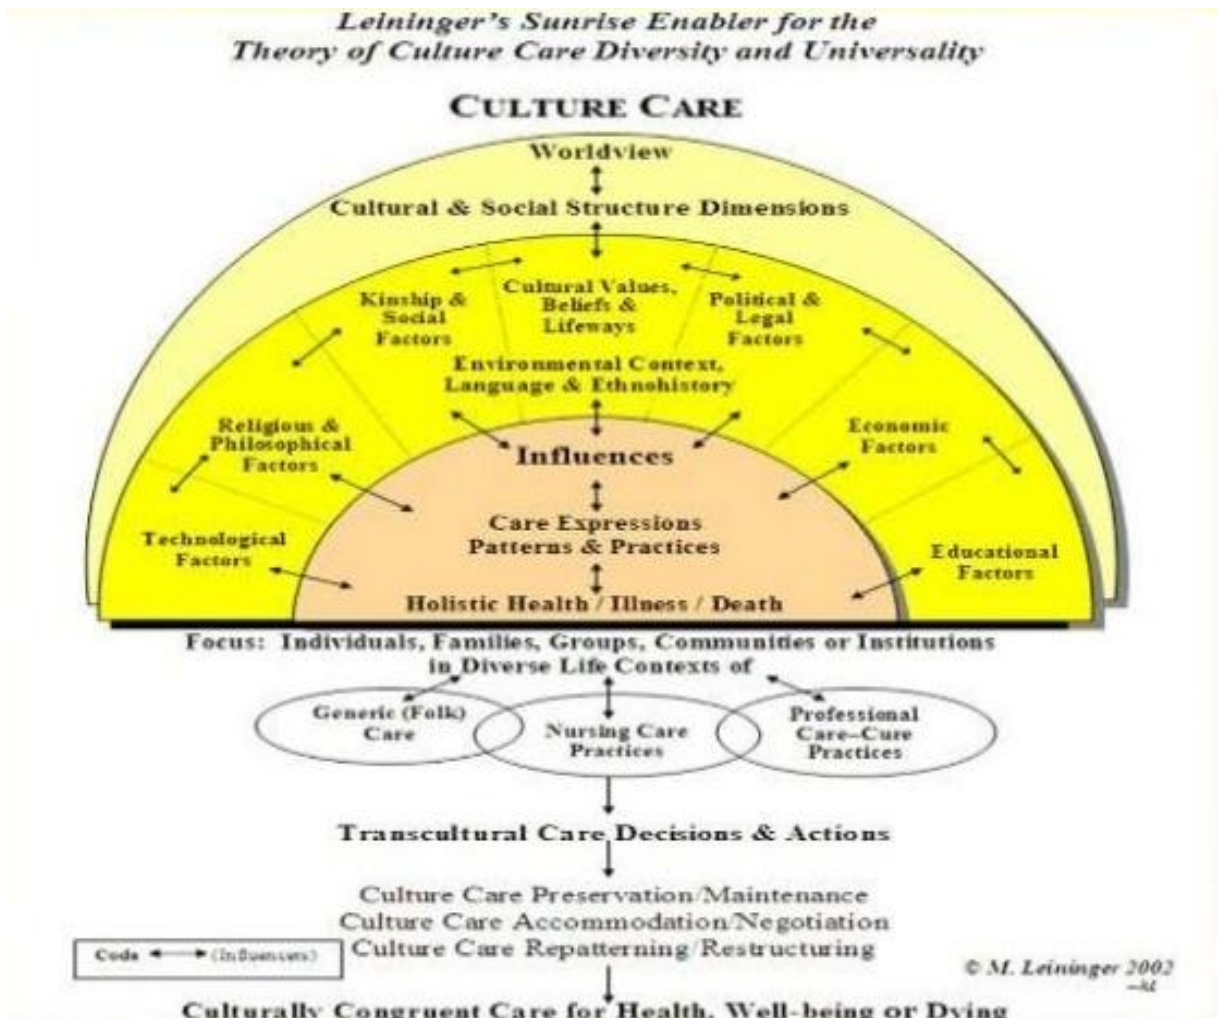 Leininger's Sunrise Enabler for the
Theory of Culture Care Diversity and Universality
CULTURE CARE
Worldview
Cultural & Social Structure Dimensions
Kinship &
Social
Factors
Cultural Values,
Beliefs &
Lifeways
Political &
Legal
Factors
Environmental Context,
Language & Ethnohistory
Religious &
Philosophical
Factors
Economic
Factors
Influences
Care Expressions
Patterns & Practices
Technological
Factors
Educational
Factors
Holistic Health / Illness / Death
Focus: Individuals, Families, Groups, Communities or Institutions
in Diverse Life Contexts of
Generic (Folk)
Care
Nursing Care
Practices
Professional
Care–Cure
Practices
Transcultural Care Decisions & Actions
Culture Care Preservation/Maintenance
Culture Care Accommodation/Negotiation
Culture Care Repatterning/Restructuring
Code (Influencers)
© M. Leininger 2002
Culturally Congruent Care for Health, Well-being or Dying